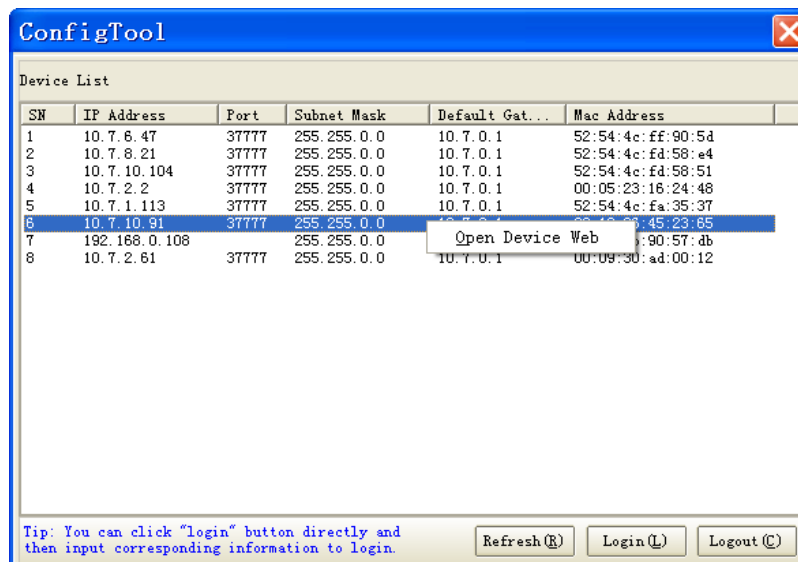 ConfigTool
Device List
SN IP Address Port Subnet Mask Default Gat... Mac Address
1 10.7.6.47 37777 255.255.0.0 10.7.0.1 52:54:4c:ff:90:5d
2 10.7.8.21 37777 255.255.0.0 10.7.0.1 52:54:4c:fd:58:e4
3 10.7.10.104 37777 255.255.0.0 10.7.0.1 52:54:4c:fd:58:51
4 10.7.2.2 37777 255.255.0.0 10.7.0.1 00:05:23:16:24:48
5 10.7.1.113 37777 255.255.0.0 10.7.0.1 52:54:4c:fa:35:37
6 10.7.10.91 37777 255.255.0.0 :45:23:65
Open Device Web
7 192.168.0.108 255.255.0.0 :90:57:db
8 10.7.2.61 37777 255.255.0.0 10.7.0.1 00:09:30:ad:00:12
Tip: You can click "login" button directly and
then input corresponding information to login.
Refresh(R) Login(L) Logout(C)